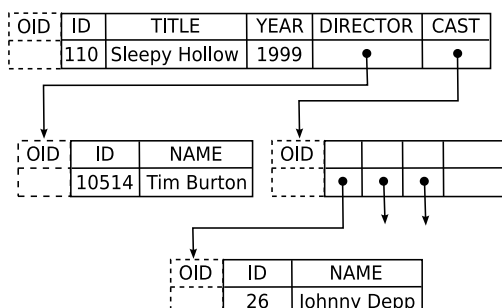 OID ID TITLE YEAR DIRECTOR CAST
110 Sleepy Hollow 1999
OID ID NAME OID
10514 Tim Burton
OID ID NAME
26 Johnny Depp